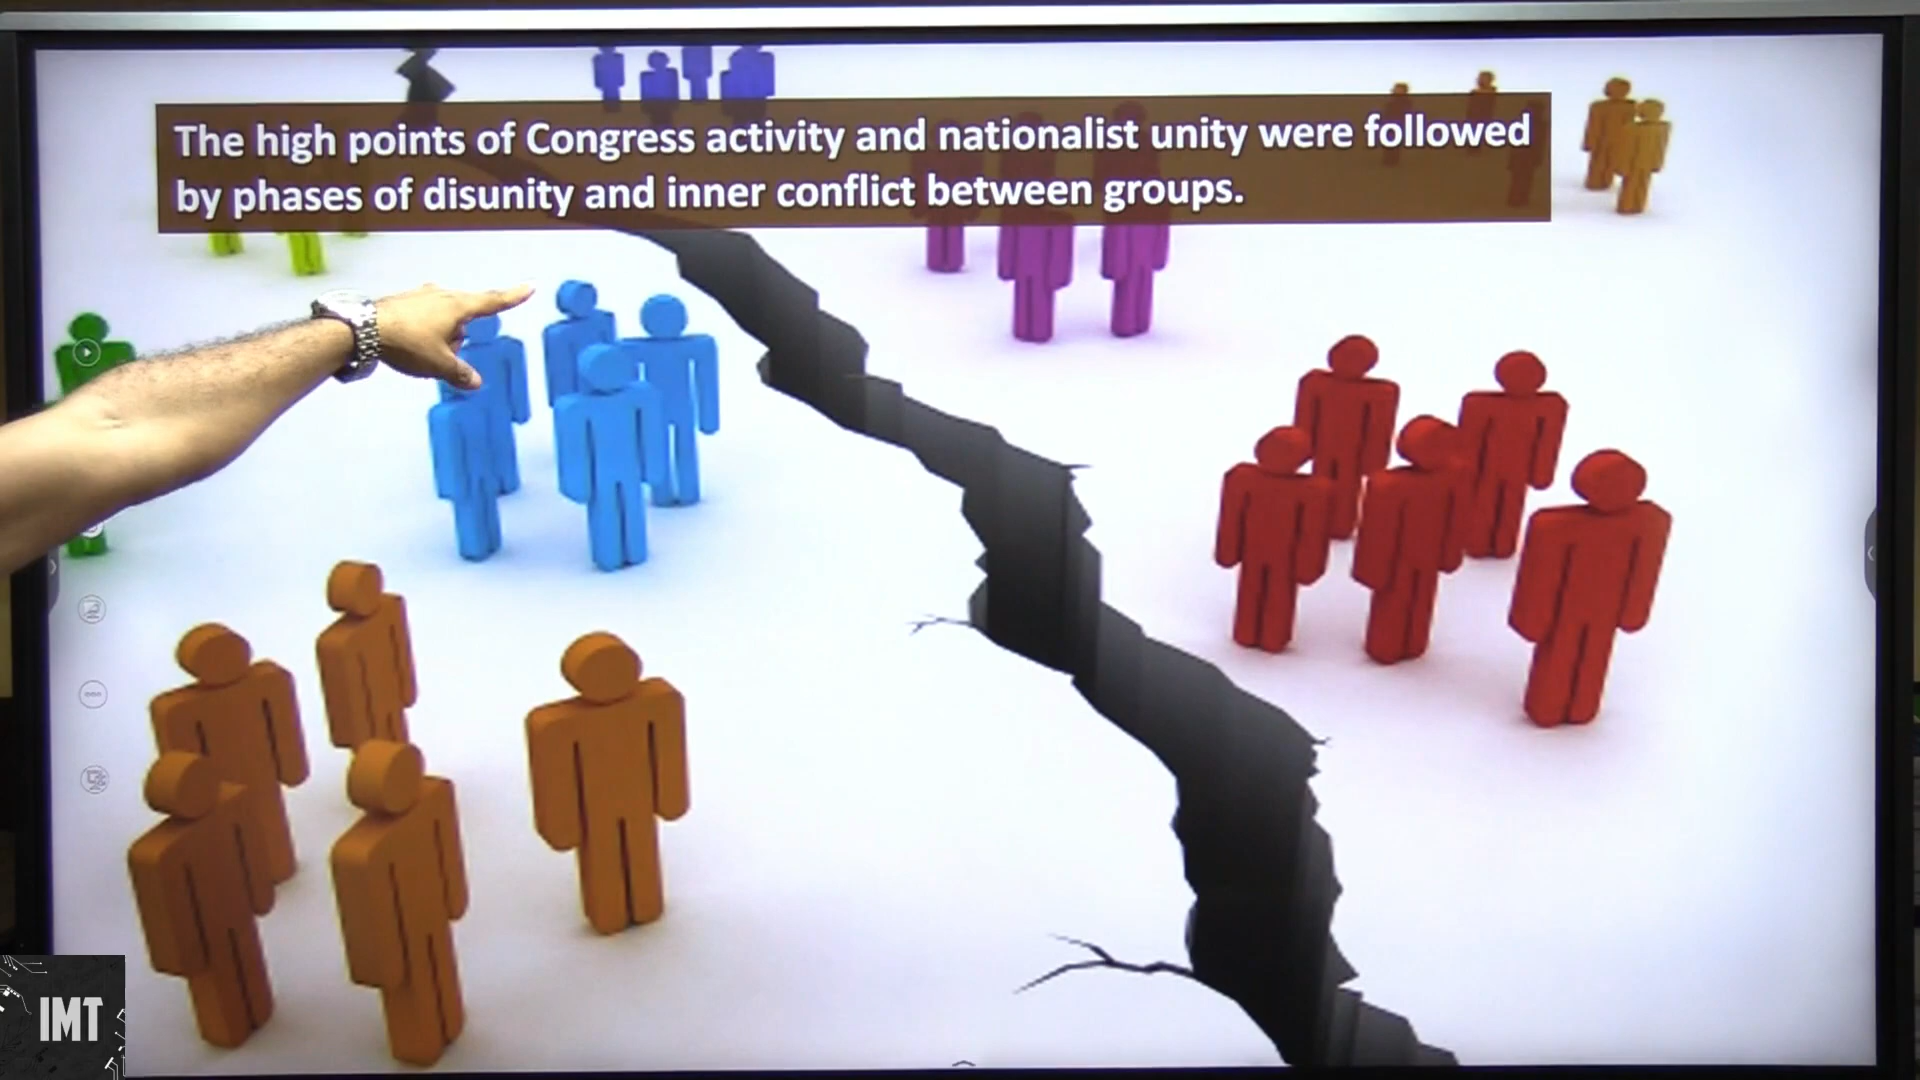 The high points of Congress activity and nationalist unity were followed
by phases of disunity and inner conflict between groups.
IMT